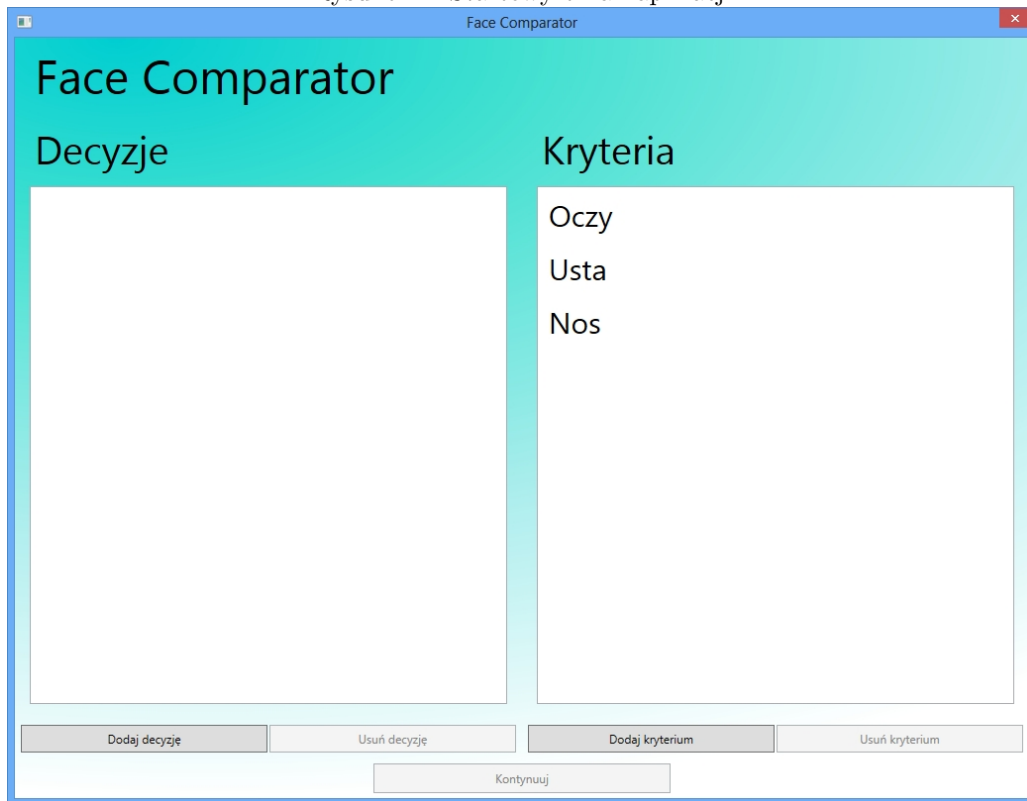 Face Comparator
Face Comparator
Decyzje
Kryteria
Oczy
Usta
Nos
Dodaj decyzję
Usuń decyzję
Dodaj kryterium
Usuń kryterium
Kontynuuj